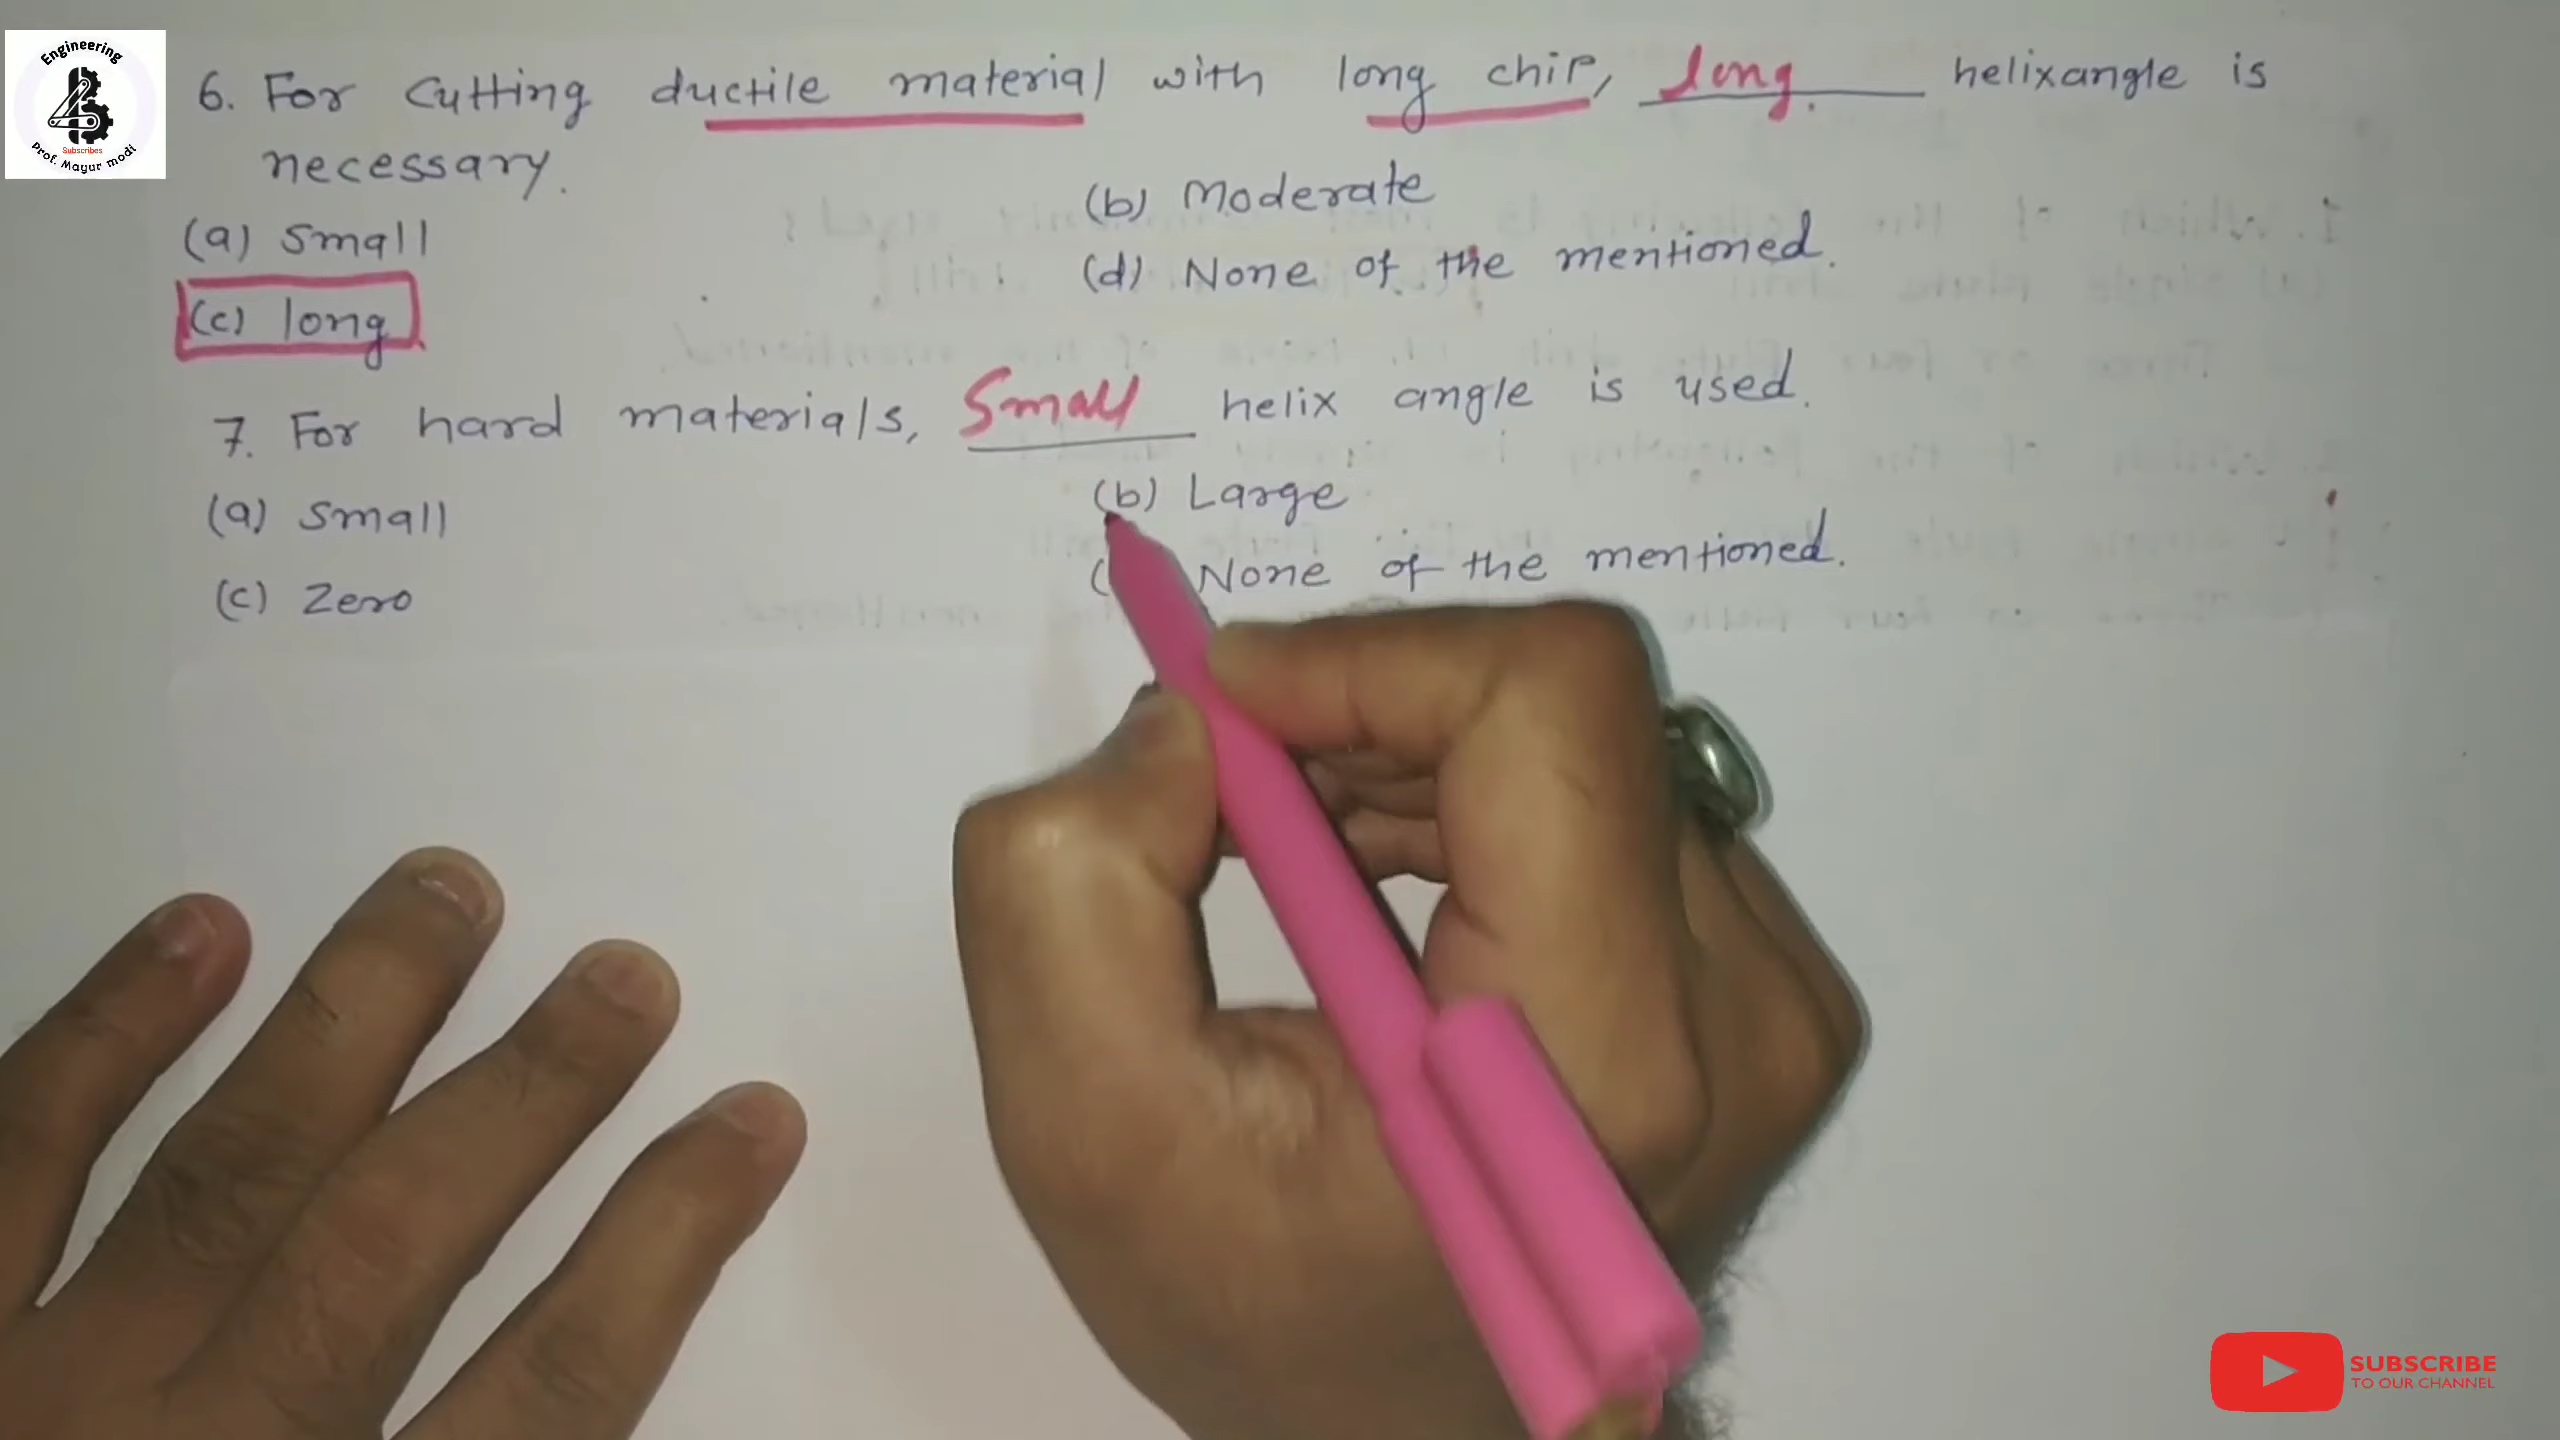 Engineering
Subscribes
Prof. Mayur modi
6. For Cutting ductile material with long chip, long. helixangle is
necessary.
(a) Small
(b) Moderate
(c) long
(d) None of the mentioned.
7. For hard materials, Small helix angle is used.
(a) Small
(b) Large
(c) Zero
None of the mentioned.
SUBSCRIBE
TO OUR CHANNEL